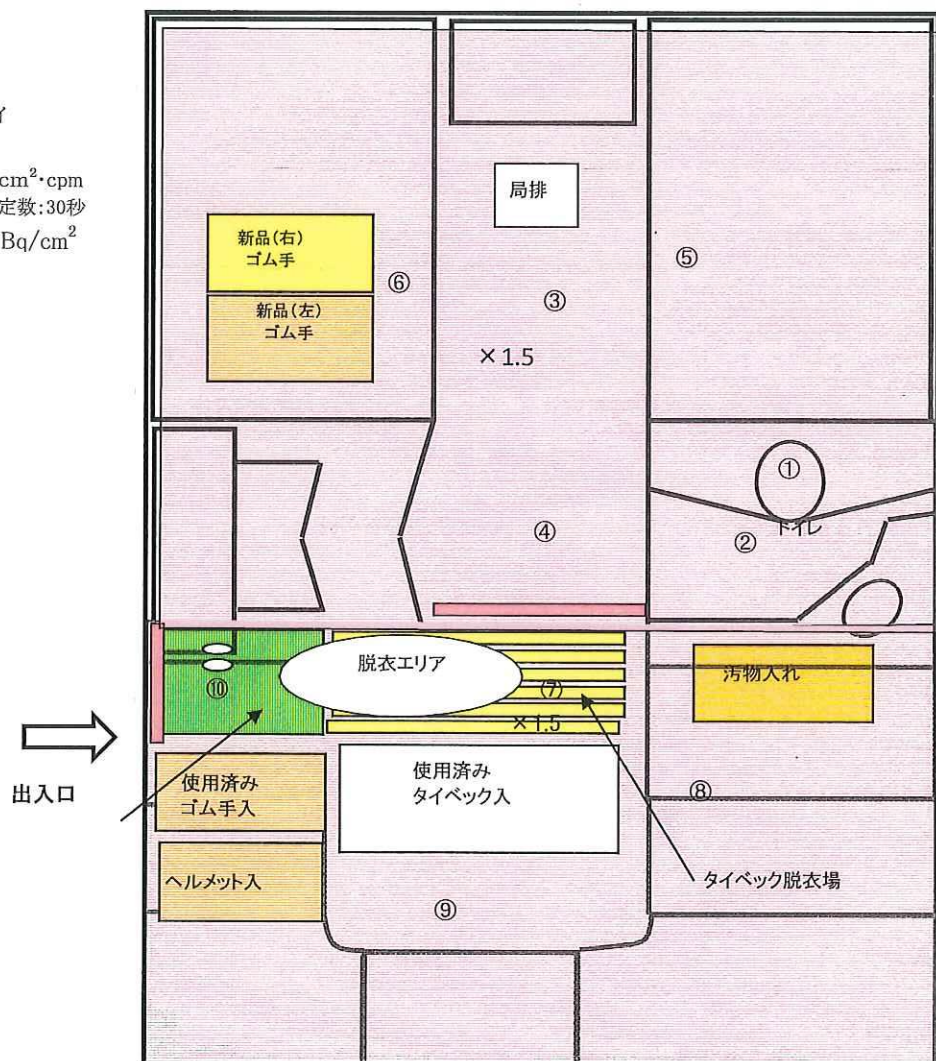 イ
cm²・cpm
定数:30秒
Bq/cm²
局排
新品(右)
ゴム手
⑥
新品(左)
ゴム手
③
⑤
×1.5
①
トイレ
②
④
脱衣エリア
⑦
×1.5
⑩
汚物入れ
出入口
使用済み
ゴム手入
使用済み
タイベック入
⑧
ヘルメット入
タイベック脱衣場
⑨